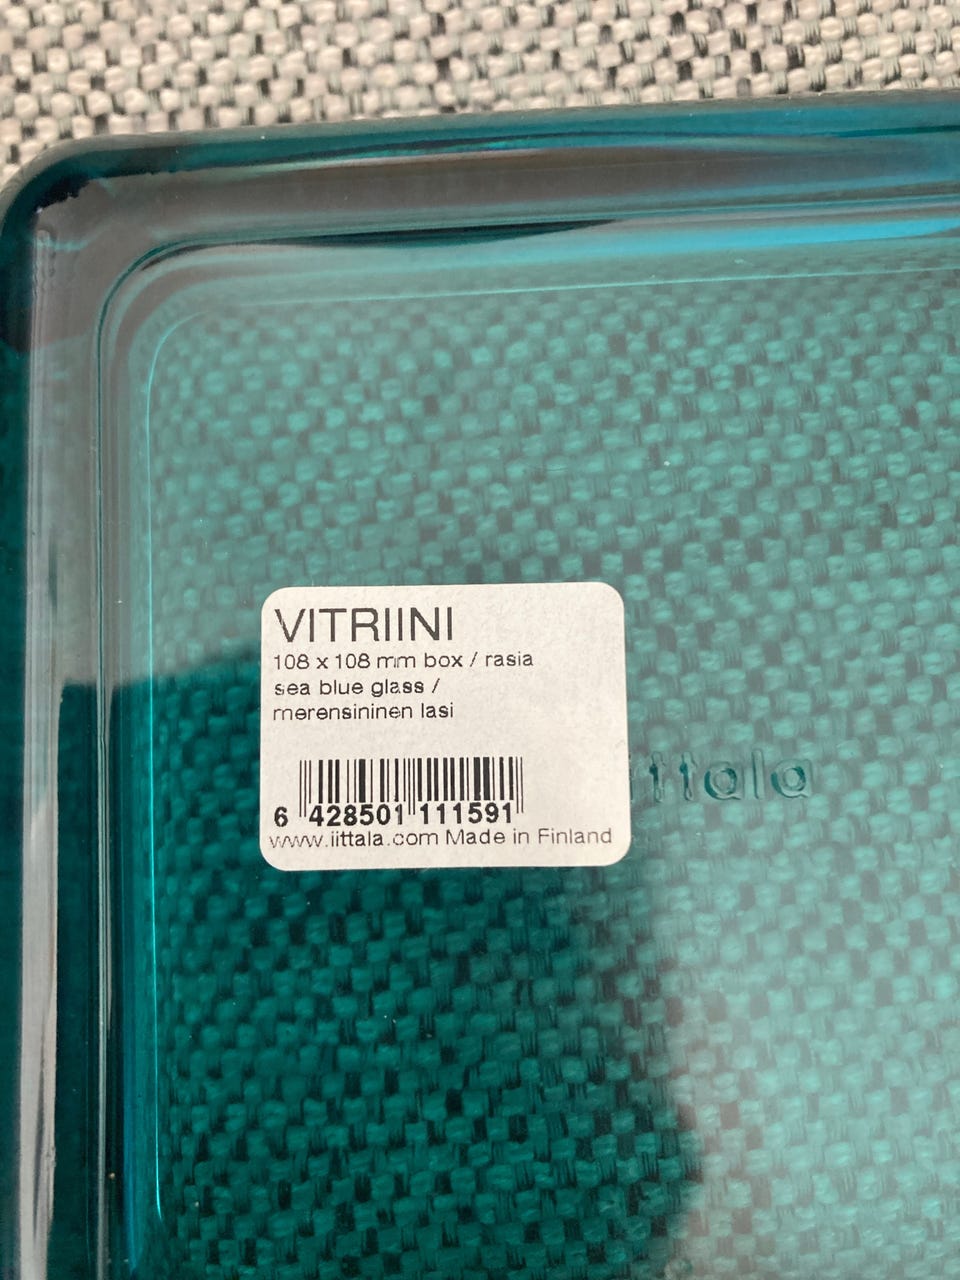 VITRIINI
108 x 108 mm box / rasia
sea blue glass /
merensininen lasi
6 428501 111591
www.iittala.com Made in Finland
iittala